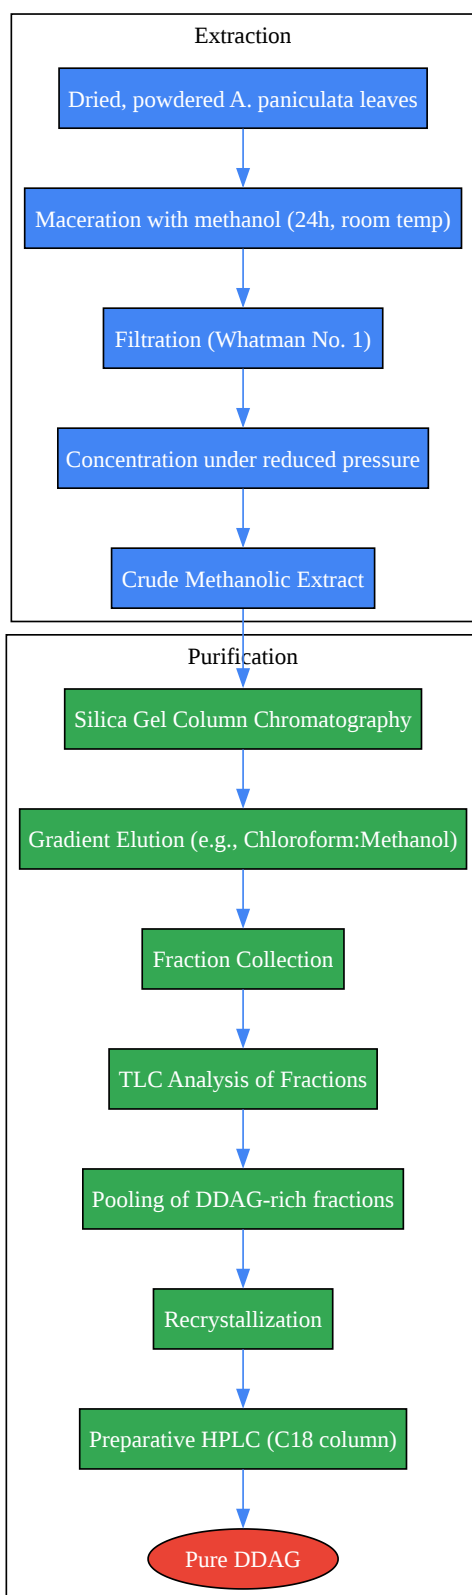 Extraction
Dried, powdered A. paniculata leaves
Maceration with methanol (24h, room temp)
Filtration (Whatman No. 1)
Concentration under reduced pressure
Crude Methanolic Extract
Purification
Silica Gel Column Chromatography
Gradient Elution (e.g., Chloroform:Methanol)
Fraction Collection
TLC Analysis of Fractions
Pooling of DDAG-rich fractions
Recrystallization
Preparative HPLC (C18 column)
Pure DDAG